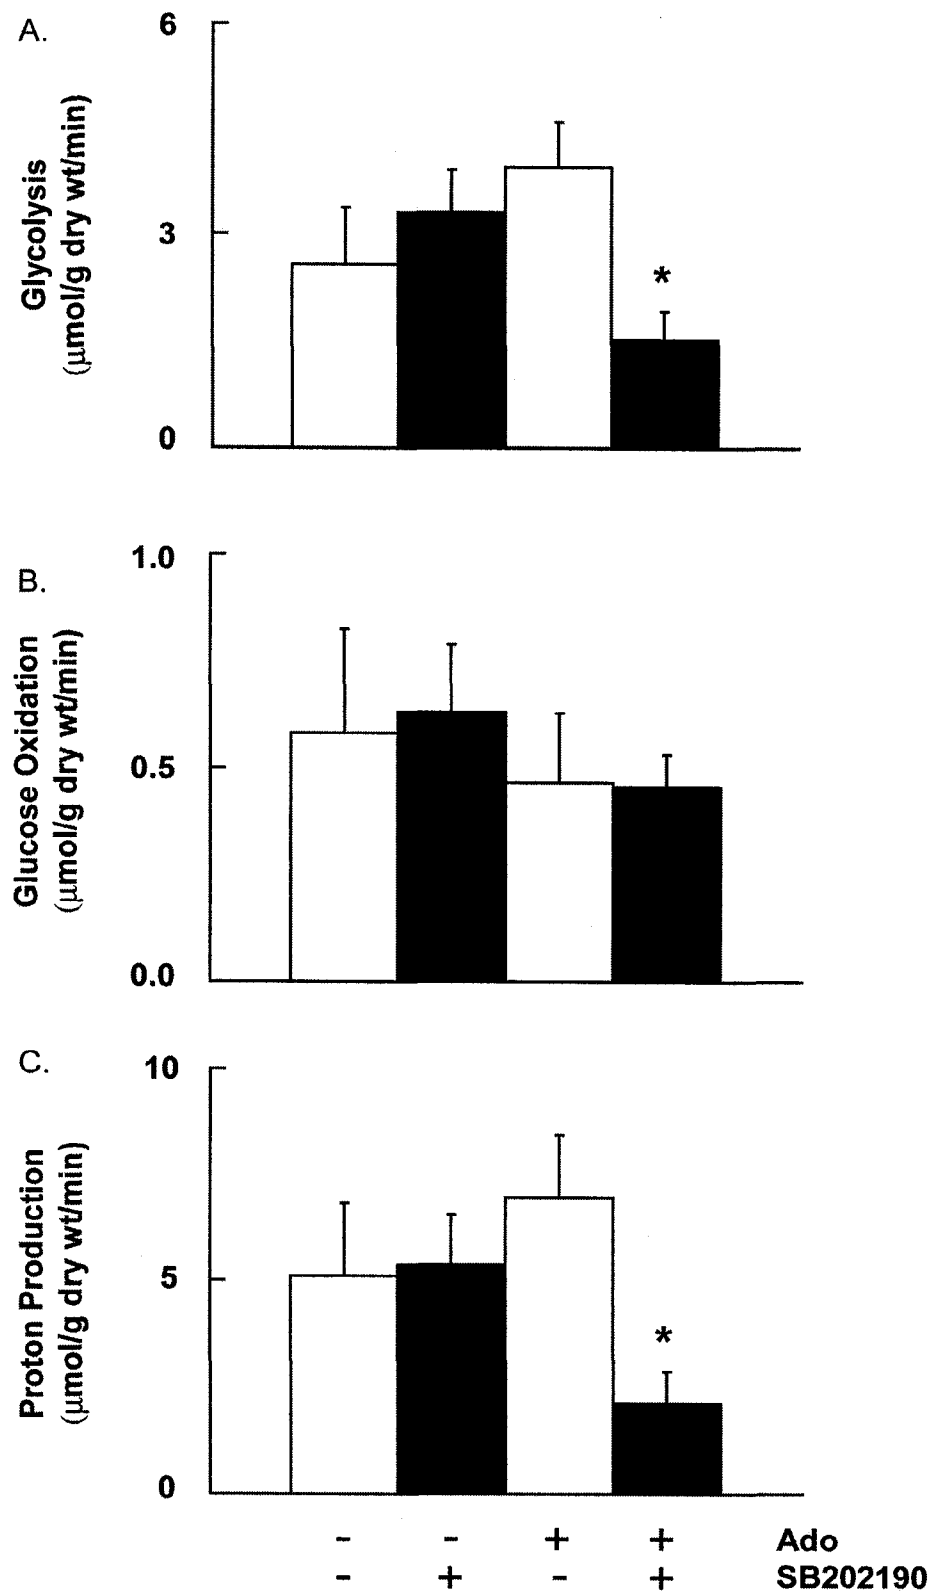 A.
Glycolysis
(μmol/g dry wt/min)
6
3
0
*
B.
Glucose Oxidation
(μmol/g dry wt/min)
1.0
0.5
0.0
C.
Proton Production
(μmol/g dry wt/min)
10
5
0
*
- - + + Ado
- + - + SB202190